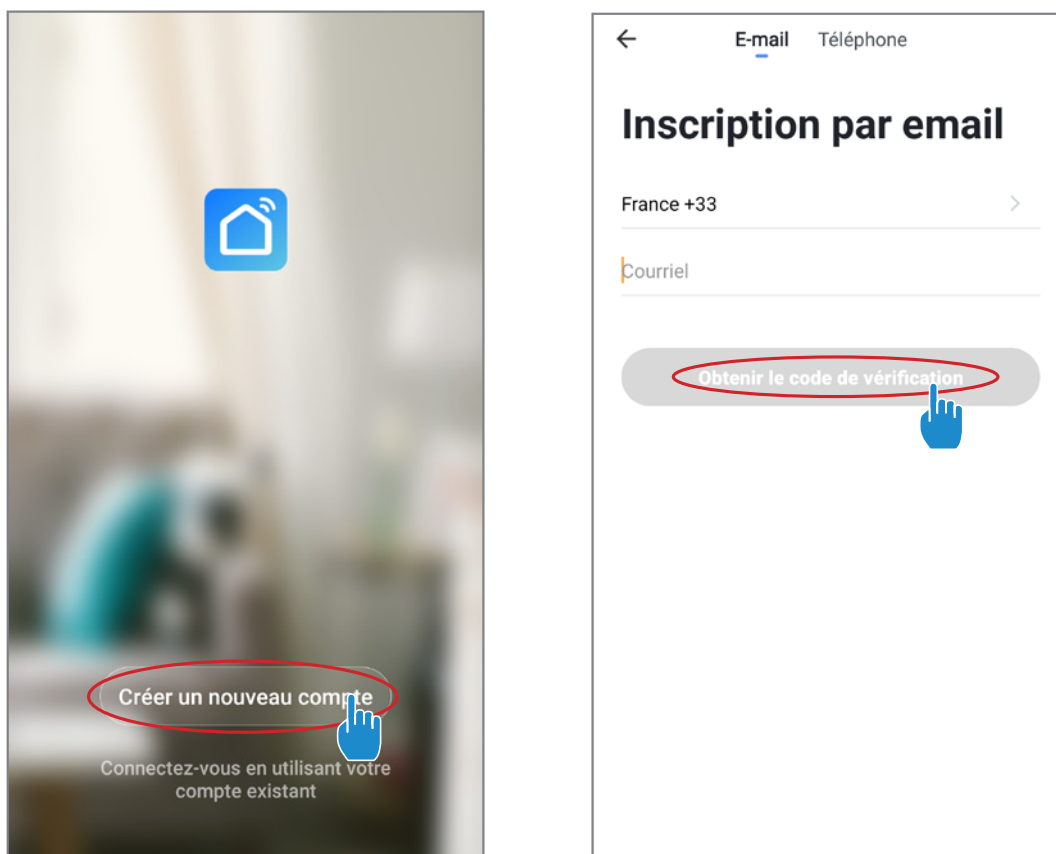 Créer un nouveau compte
Connectez-vous en utilisant votre
compte existant
E-mail Téléphone
Inscription par email
France +33
Courriel
Obtenir le code de vérification